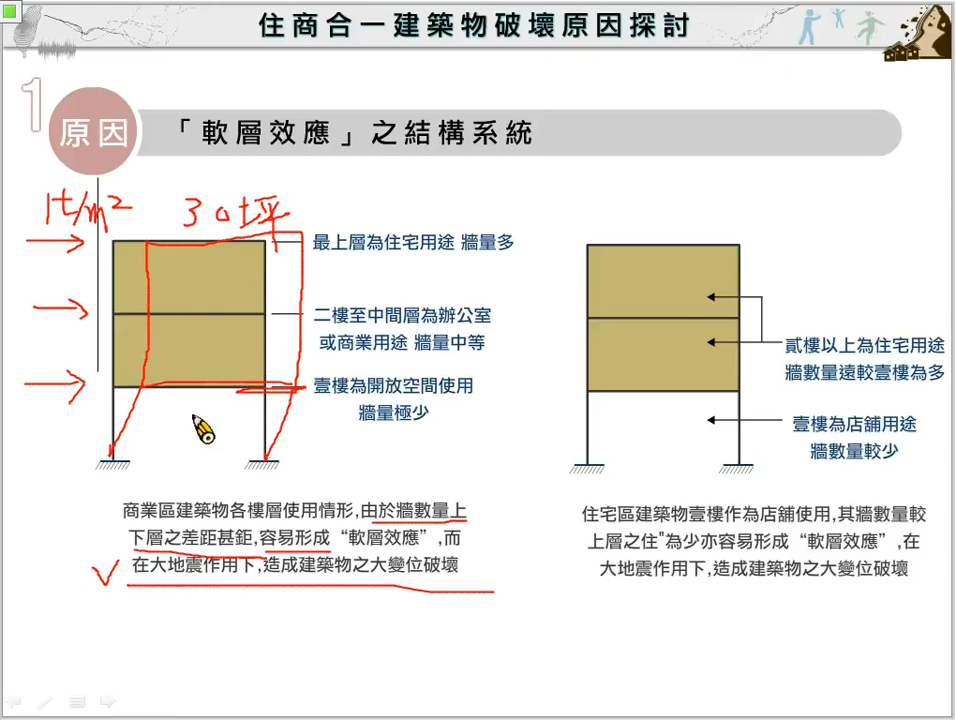 住商合一建築物破壞原因探討
1
原因
「軟層效應」之結構系統
1t/m²
30坪
最上層為住宅用途 牆量多
二樓至中間層為辦公室
或商業用途 牆量中等
壹樓為開放空間使用
牆量極少
商業區建築物各樓層使用情形,由於牆數量上
下層之差距甚鉅,容易形成“軟層效應”,而
在大地震作用下,造成建築物之大變位破壞
貳樓以上為住宅用途
牆數量遠較壹樓為多
壹樓為店舖用途
牆數量較少
住宅區建築物壹樓作為店舖使用,其牆數量較
上層之住"為少亦容易形成“軟層效應”,在
大地震作用下,造成建築物之大變位破壞